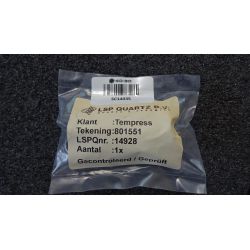 LSP QUARTZ B.V.
Klant :Tempress
Tekening:801551
LSPQnr. :14928
Aantal :1x
Gecontroleerd / Geprüft